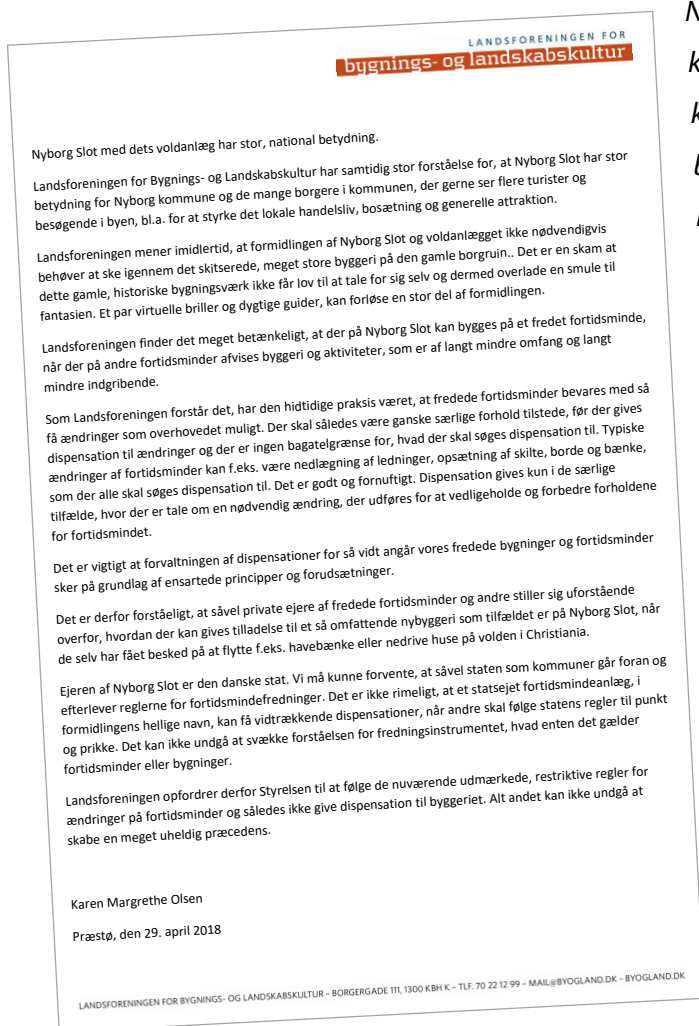 LANDSFORENINGEN FOR
bygnings- og landskabskultur
Nyborg Slot med dets voldanlæg har stor, national betydning.
Landsforeningen for Bygnings- og Landskabskultur har samtidig stor forståelse for, at Nyborg Slot har stor
betydning for Nyborg kommune og de mange borgere i kommunen, der gerne ser flere turister og
besøgende i byen, bl.a. for at styrke det lokale handelsliv, bosætning og generelle attraktion.
Landsforeningen mener imidlertid, at formidlingen af Nyborg Slot og voldanlægget ikke nødvendigvis
behøver at ske igennem det skitserede, meget store byggeri på den gamle borgruin.. Det er en skam at
dette gamle, historiske bygningsværk ikke får lov til at tale for sig selv og dermed overlade en smule til
fantasien. Et par virtuelle briller og dygtige guider, kan forløse en stor del af formidlingen.
Landsforeningen finder det meget betænkeligt, at der på Nyborg Slot kan bygges på et fredet fortidsminde,
når der på andre fortidsminder afvises byggeri og aktiviteter, som er af langt mindre omfang og langt
mindre indgribende.
Som Landsforeningen forstår det, har den hidtidige praksis været, at fredede fortidsminder bevares med så
få ændringer som overhovedet muligt. Der skal således være ganske særlige forhold tilstede, før der gives
dispensation til ændringer og der er ingen bagatelgrænse for, hvad der skal søges dispensation til. Typiske
ændringer af fortidsminder kan f.eks. være nedlægning af ledninger, opsætning af skilte, borde og bænke,
som der alle skal søges dispensation til. Det er godt og fornuftigt. Dispensation gives kun i de særlige
tilfælde, hvor der er tale om en nødvendig ændring, der udføres for at vedligeholde og forbedre forholdene
for fortidsmindet.
Det er vigtigt at forvaltningen af dispensationer for så vidt angår vores fredede bygninger og fortidsminder
sker på grundlag af ensartede principper og forudsætninger.
Det er derfor forståeligt, at såvel private ejere af fredede fortidsminder og andre stiller sig uforstående
overfor, hvordan der kan gives tilladelse til et så omfattende nybyggeri som tilfældet er på Nyborg Slot, når
de selv har fået besked på at flytte f.eks. havebænke eller nedrive huse på volden i Christiania.
Ejeren af Nyborg Slot er den danske stat. Vi må kunne forvente, at såvel staten som kommuner går foran og
efterlever reglerne for fortidsmindefredninger. Det er ikke rimeligt, at et statsejet fortidsmindeanlæg, i
formidlingens hellige navn, kan få vidtrækkende dispensationer, når andre skal følge statens regler til punkt
og prikke. Det kan ikke undgå at svække forståelsen for fredningsinstrumentet, hvad enten det gælder
fortidsminder eller bygninger.
Landsforeningen opfordrer derfor Styrelsen til at følge de nuværende udmærkede, restriktive regler for
ændringer på fortidsminder og således ikke give dispensation til byggeriet. Alt andet kan ikke undgå at
skabe en meget uheldig præcedens.
Karen Margrethe Olsen
Præstø, den 29. april 2018
LANDSFORENINGEN FOR BYGNINGS- OG LANDSKABSKULTUR – BORGERGADE 111, 1300 KBH K – TLF. 70 22 12 99 – MAIL@BYOGLAND.DK – BYOGLAND.DK